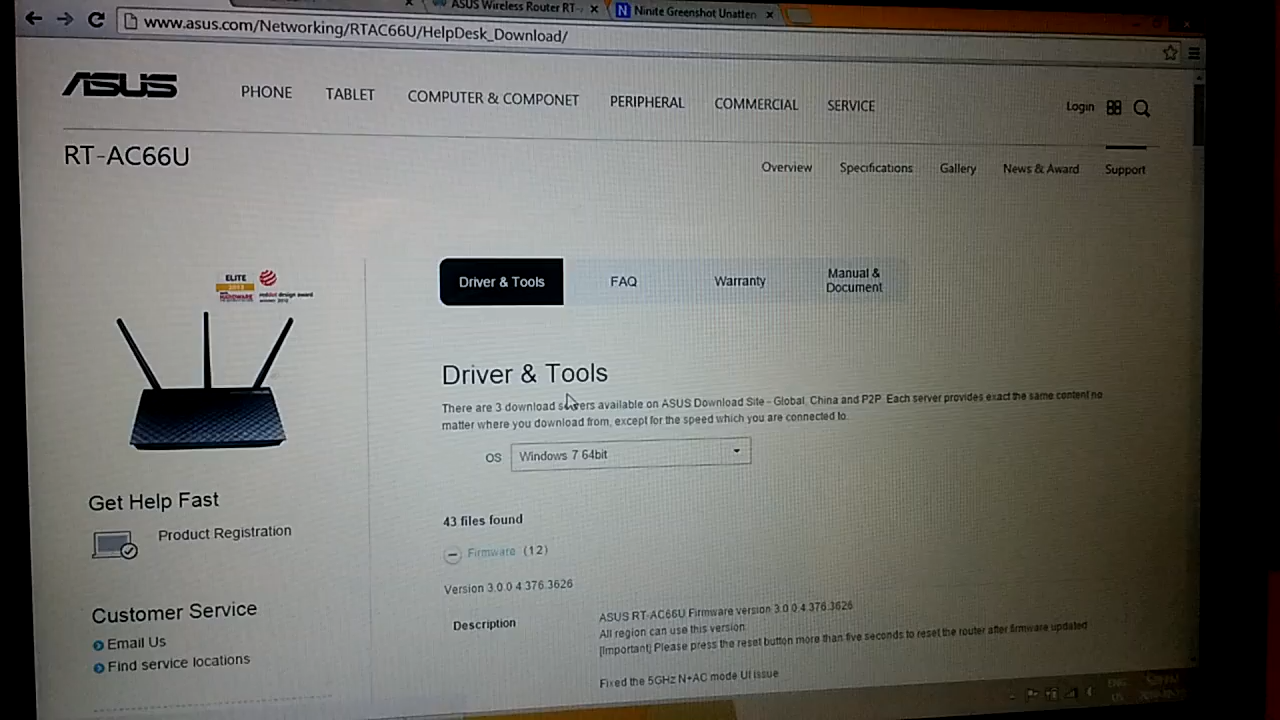 ASUS Wireless Router RT-
Ninite Greenshot Unatten
www.asus.com/Networking/RTAC66U/HelpDesk_Download/
ASUS
PHONE TABLET COMPUTER & COMPONET PERIPHERAL COMMERCIAL SERVICE Login
RT-AC66U
Overview Specifications Gallery News & Award Support
ELITE
HARDWARE
reddot design award
Driver & Tools FAQ Warranty Manual & Document
Driver & Tools
There are 3 download servers available on ASUS Download Site - Global, China and P2P. Each server provides exact the same content no
matter where you download from, except for the speed which you are connected to.
OS Windows 7 64bit
43 files found
Firmware (12)
Version 3.0.0.4.376.3626
Description
ASUS RT-AC66U Firmware version 3.0.0.4.376.3626
All region can use this version.
[Important] Please press the reset button more than five seconds to reset the router after firmware updated
Fixed the 5GHz N+AC mode UI issue
Get Help Fast
Product Registration
Customer Service
Email Us
Find service locations
ENG
US